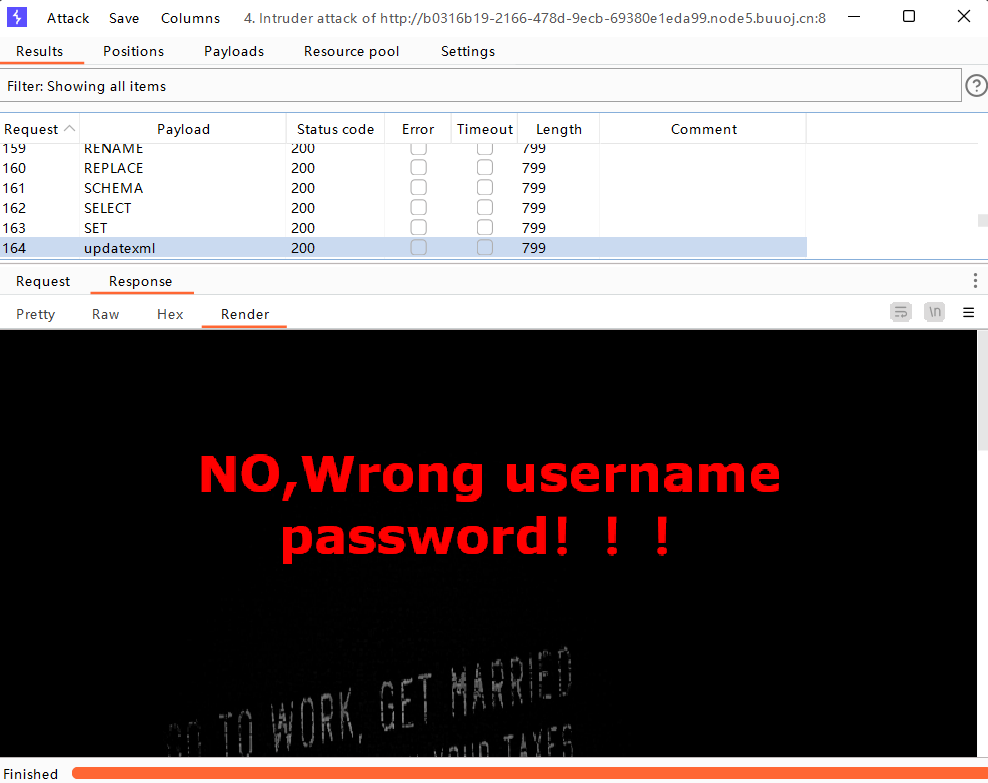 Attack Save Columns 4. Intruder attack of http://b0316b19-2166-478d-9ecb-69380e1eda99.node5.buuoj.cn:8
Results Positions Payloads Resource pool Settings
Filter: Showing all items
?
Request Payload Status code Error Timeout Length Comment
159 RENAME 200 799
160 REPLACE 200 799
161 SCHEMA 200 799
162 SELECT 200 799
163 SET 200 799
164 updatexml 200 799
Request Response
Pretty Raw Hex Render \n
NO,Wrong username
password！！！
GO TO WORK, GET MARRIED
YOUR TAXES
Finished